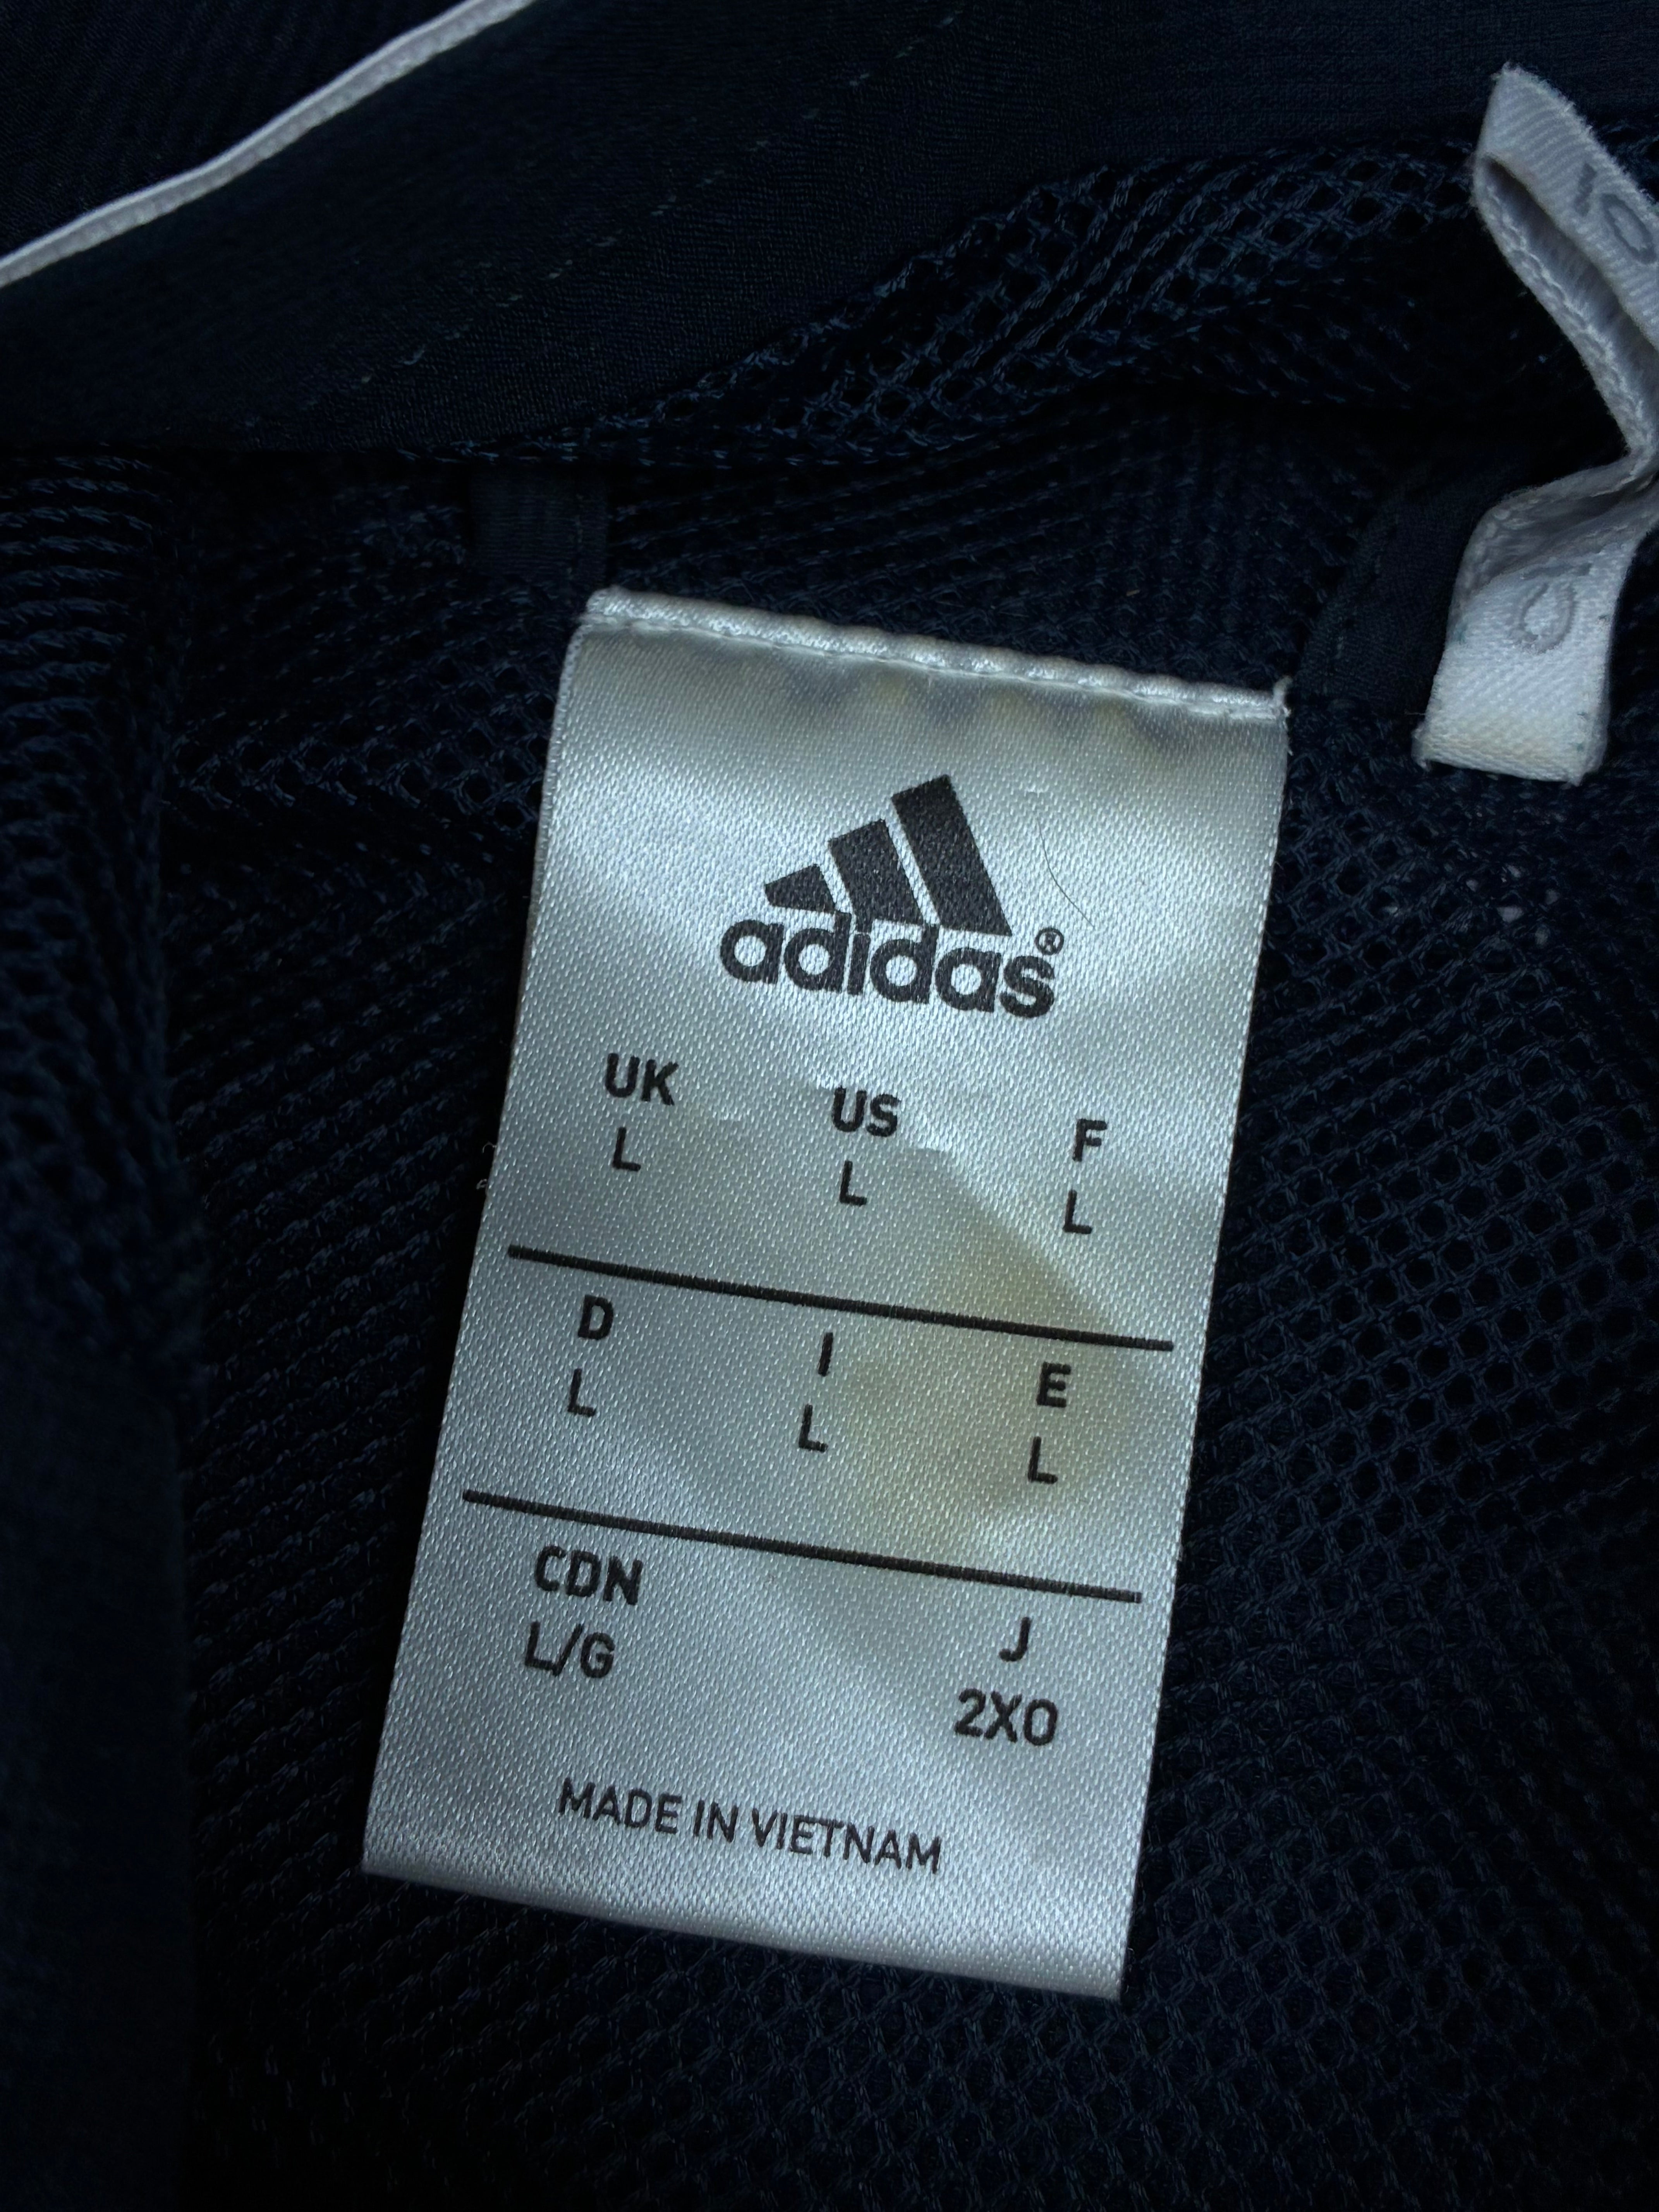 adidas®
UK US F
L L L
D I E
L L L
CDN J
L/G 2XO
MADE IN VIETNAM